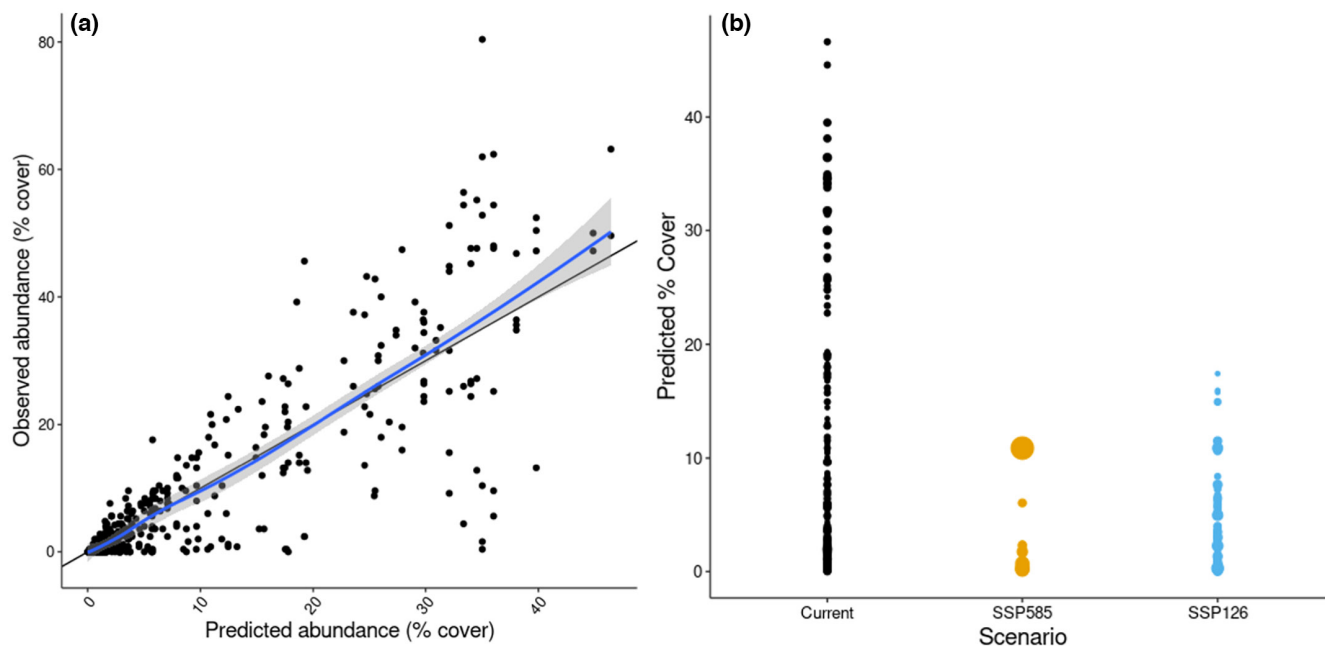 (a)
Observed abundance (% cover)
80
60
40
20
0
0
10
20
30
40
Predicted abundance (% cover)
(b)
Predicted % Cover
40
30
20
10
0
Current
SSP585
SSP126
Scenario